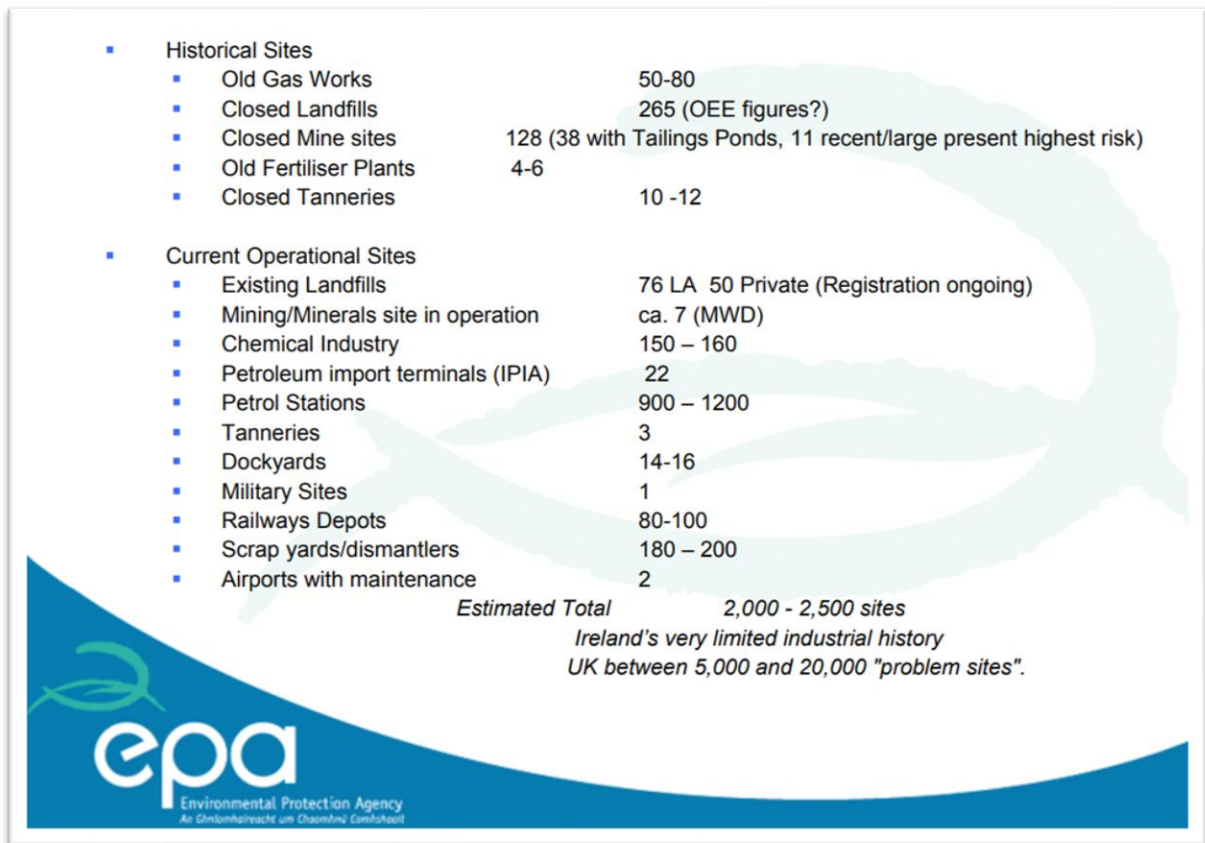 Historical Sites
Old Gas Works 50-80
Closed Landfills 265 (OEE figures?)
Closed Mine sites 128 (38 with Tailings Ponds, 11 recent/large present highest risk)
Old Fertiliser Plants 4-6
Closed Tanneries 10 -12
Current Operational Sites
Existing Landfills 76 LA 50 Private (Registration ongoing)
Mining/Minerals site in operation ca. 7 (MWD)
Chemical Industry 150 – 160
Petroleum import terminals (IPIA) 22
Petrol Stations 900 – 1200
Tanneries 3
Dockyards 14-16
Military Sites 1
Railways Depots 80-100
Scrap yards/dismantlers 180 – 200
Airports with maintenance 2
Estimated Total 2,000 - 2,500 sites
Ireland's very limited industrial history
UK between 5,000 and 20,000 "problem sites".
epa
Environmental Protection Agency
An Ghníomhaireacht um Chaomhnú Comhshaoil